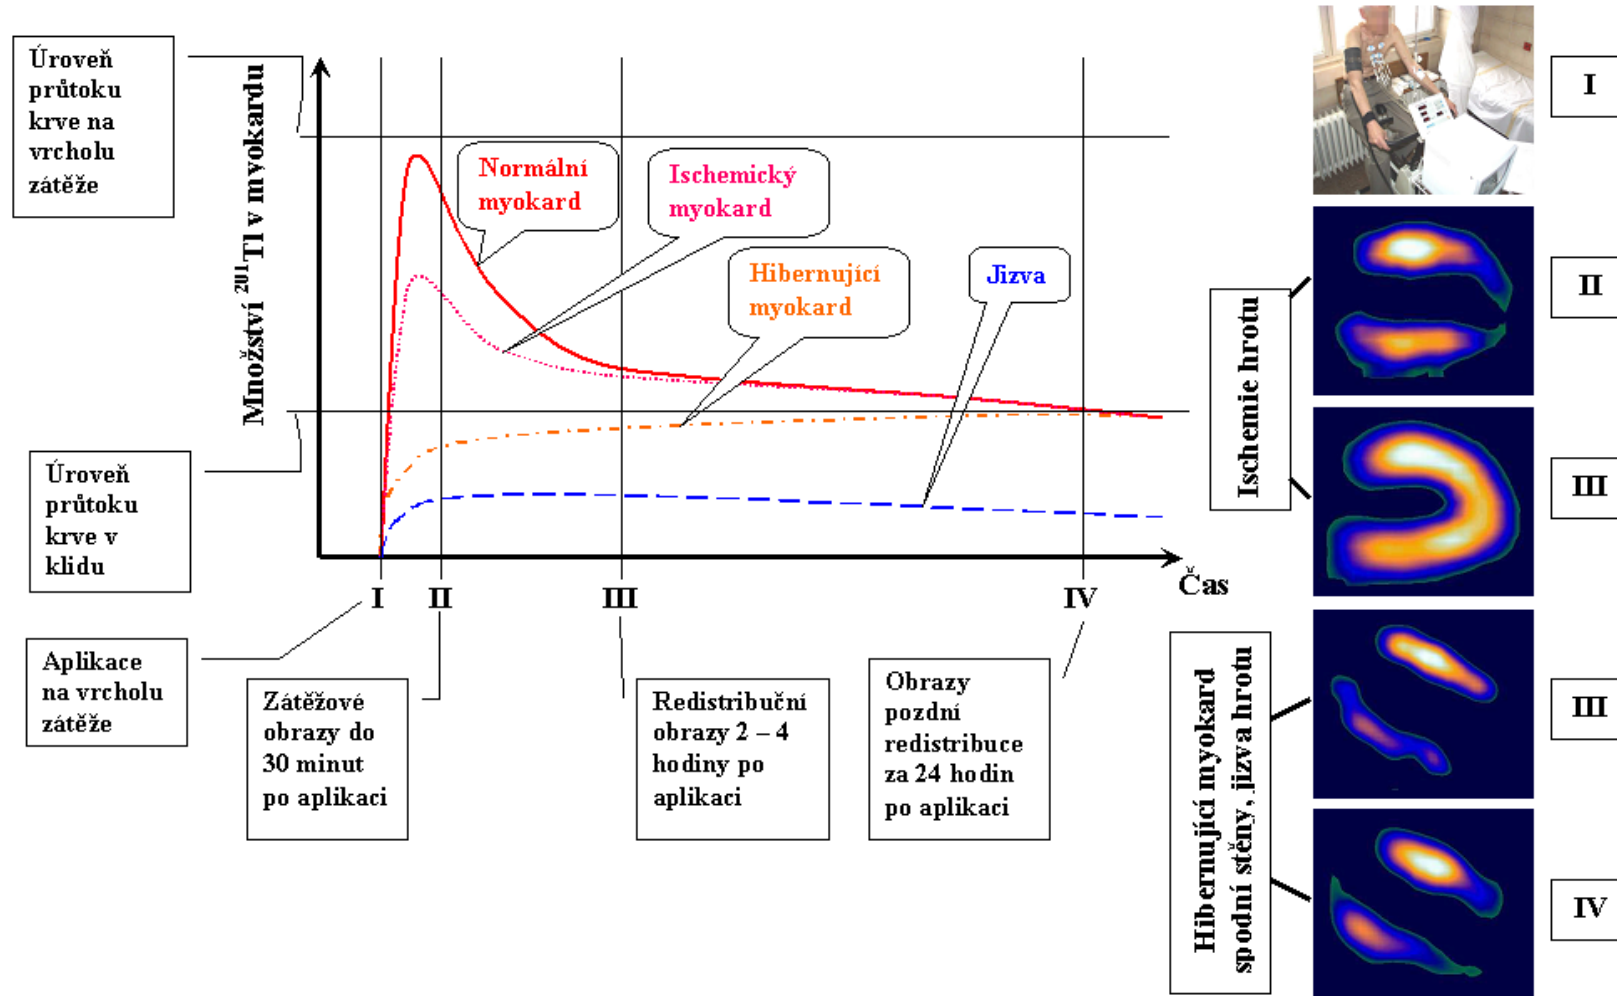 Úroveň
průtoku
krve na
vrcholu
zátěže
Množství ²⁰¹Tl v myokardu
Normální
myokard
Ischemický
myokard
Hibernující
myokard
Jizva
Úroveň
průtoku
krve v
klidu
I
II
III
IV
Čas
Aplikace
na vrcholu
zátěže
Zátěžové
obrazy do
30 minut
po aplikaci
Redistribuční
obrazy 2 – 4
hodiny po
aplikaci
Obrazy
pozdní
redistribuce
za 24 hodin
po aplikaci
Ischemie hrotu
Hibernující myokard
spodní stěny, jizva hrotu
I
II
III
III
IV